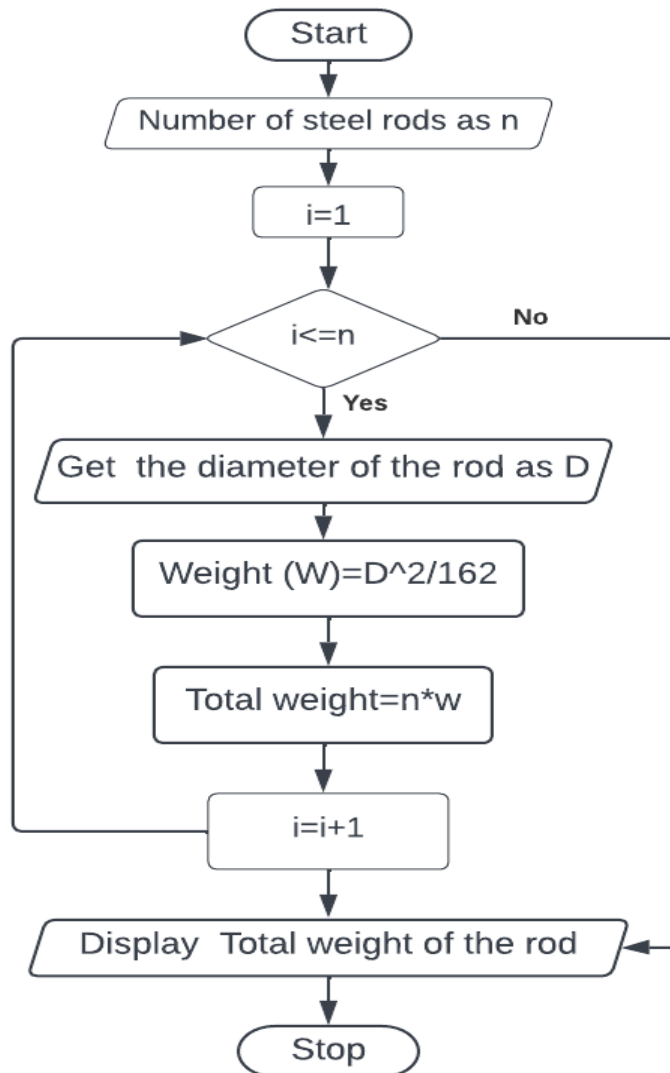 Start
Number of steel rods as n
i=1
i<=n
No
Yes
Get the diameter of the rod as D
Weight (W)=D^2/162
Total weight=n*w
i=i+1
Display Total weight of the rod
Stop